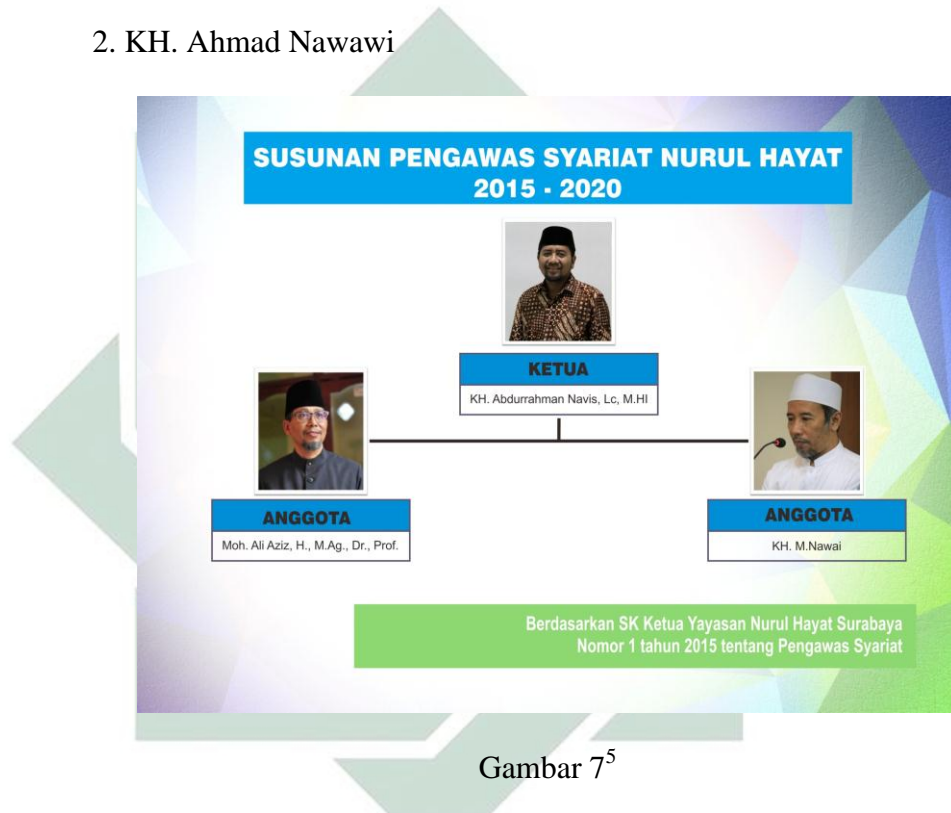 2. KH. Ahmad Nawawi
SUSUNAN PENGAWAS SYARIAT NURUL HAYAT
2015 - 2020
KETUA
KH. Abdurrahman Navis, Lc, M.HI
ANGGOTA
Moh. Ali Aziz, H., M.Ag., Dr., Prof.
ANGGOTA
KH. M.Nawai
Berdasarkan SK Ketua Yayasan Nurul Hayat Surabaya
Nomor 1 tahun 2015 tentang Pengawas Syariat
Gambar 7⁵